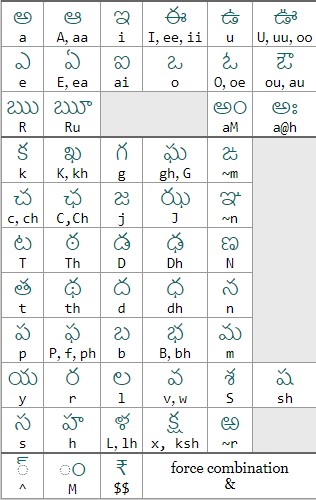 అ ఆ ఇ ఈ ఉ ఊ
a A, aa i I, ee, ii u U, uu, oo
ఎ ఏ ఐ ఒ ఓ ఔ
e E, ea ai o O, oe ou, au
ఋ ౠ అం అః
R Ru aM a@h
క ఖ గ ఘ ఙ
k K, kh g gh, G ~m
చ ఛ జ ఝ ఞ
c, ch C,Ch j J ~n
ట ఠ డ ఢ ణ
T Th D Dh N
త థ ద ధ న
t th d dh n
ప ఫ బ భ మ
p P, f, ph b B, bh m
య ర ల వ శ ష
y r l v, w S sh
స హ ళ క్ష ఱ
s h L, lh x, ksh ~r
్ ం ₹ force combination
^ M $$ &